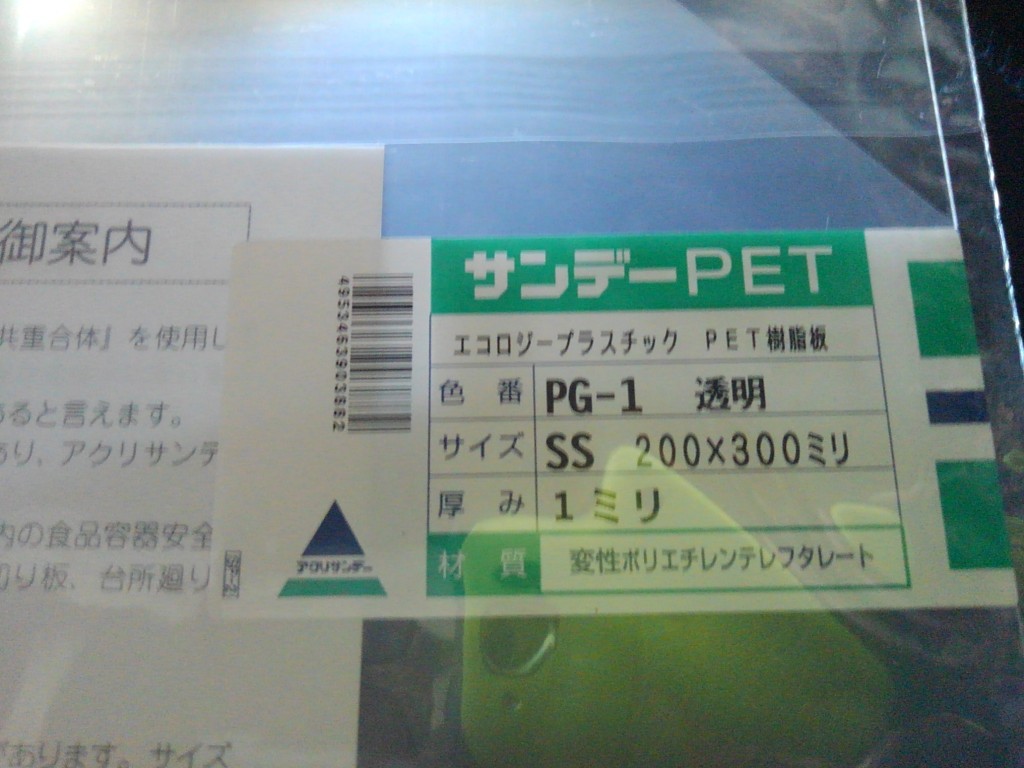 御案内
共重合体』を使用し
あると言えます。
あり、アクリサンデ
内の食品容器安全
切り板、台所廻り
があります。サイズ
4953463903862
アクリサンデー
サンデーPET
エコロジープラスチック PET樹脂板
色番 PG-1 透明
サイズ SS 200×300ミリ
厚み 1ミリ
材質 変性ポリエチレンテレフタレート